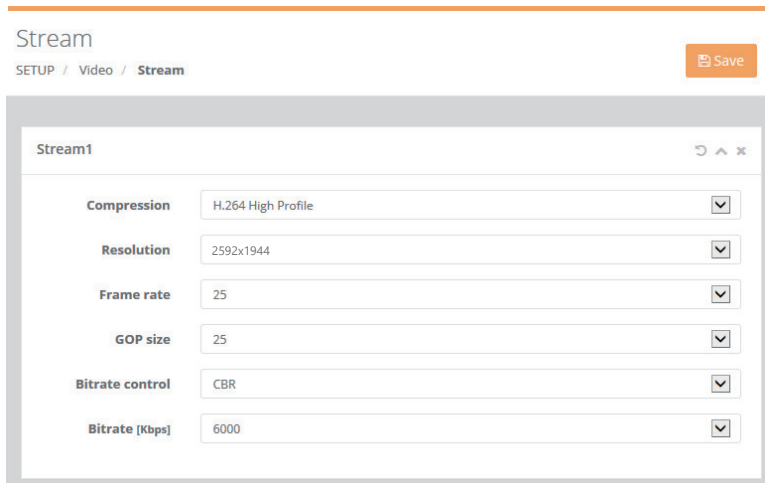 Stream
SETUP / Video / Stream
Save
Stream1
Compression H.264 High Profile
Resolution 2592x1944
Frame rate 25
GOP size 25
Bitrate control CBR
Bitrate [Kbps] 6000